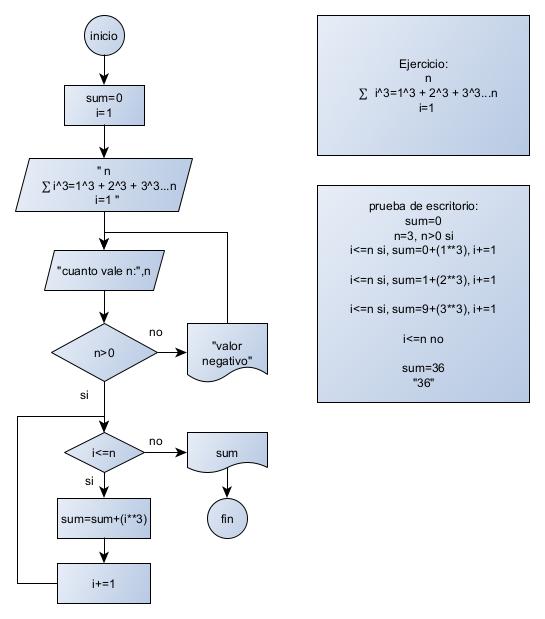 inicio
sum=0
i=1
" n
∑ i^3=1^3 + 2^3 + 3^3...n
i=1 "
"cuanto vale n:",n
n>0
no
"valor
negativo"
si
i<=n
no
sum
si
fin
sum=sum+(i**3)
i+=1
Ejercicio:
n
∑ i^3=1^3 + 2^3 + 3^3...n
i=1
prueba de escritorio:
sum=0
n=3, n>0 si
i<=n si, sum=0+(1**3), i+=1
i<=n si, sum=1+(2**3), i+=1
i<=n si, sum=9+(3**3), i+=1
i<=n no
sum=36
"36"